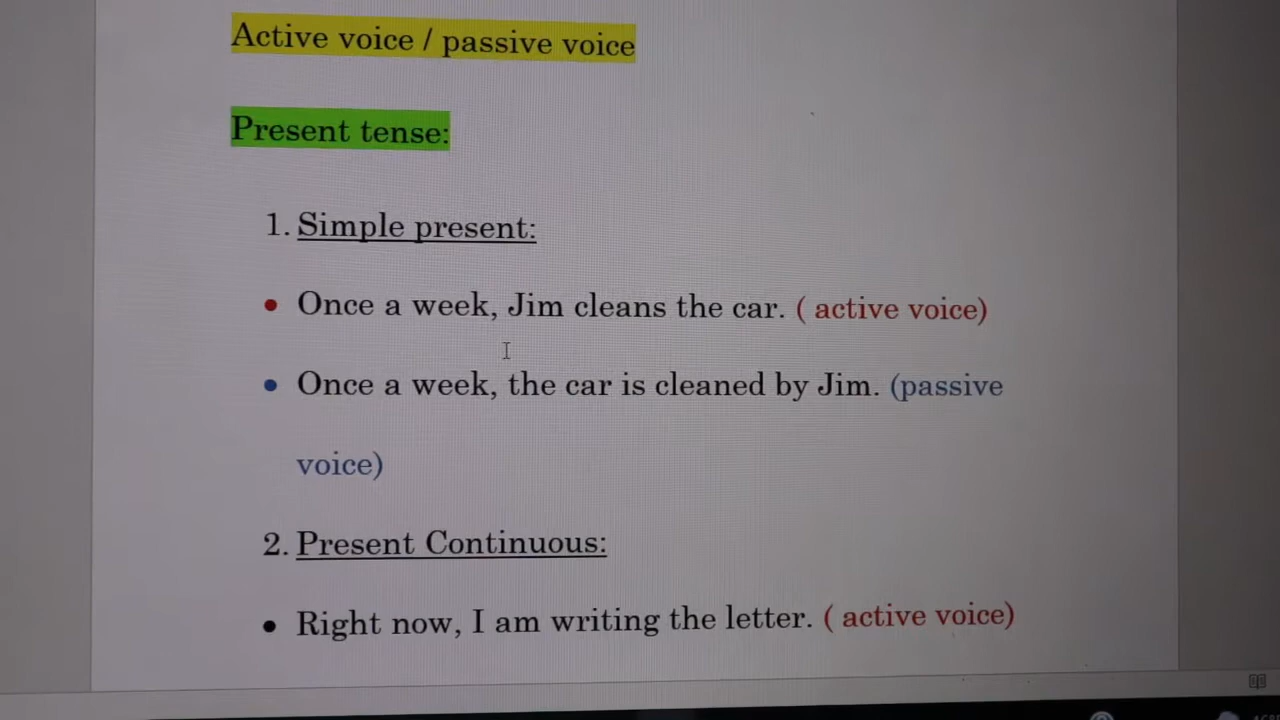 Active voice / passive voice
Present tense:
1. Simple present:
• Once a week, Jim cleans the car. ( active voice)
• Once a week, the car is cleaned by Jim. (passive
voice)
2. Present Continuous:
• Right now, I am writing the letter. ( active voice)